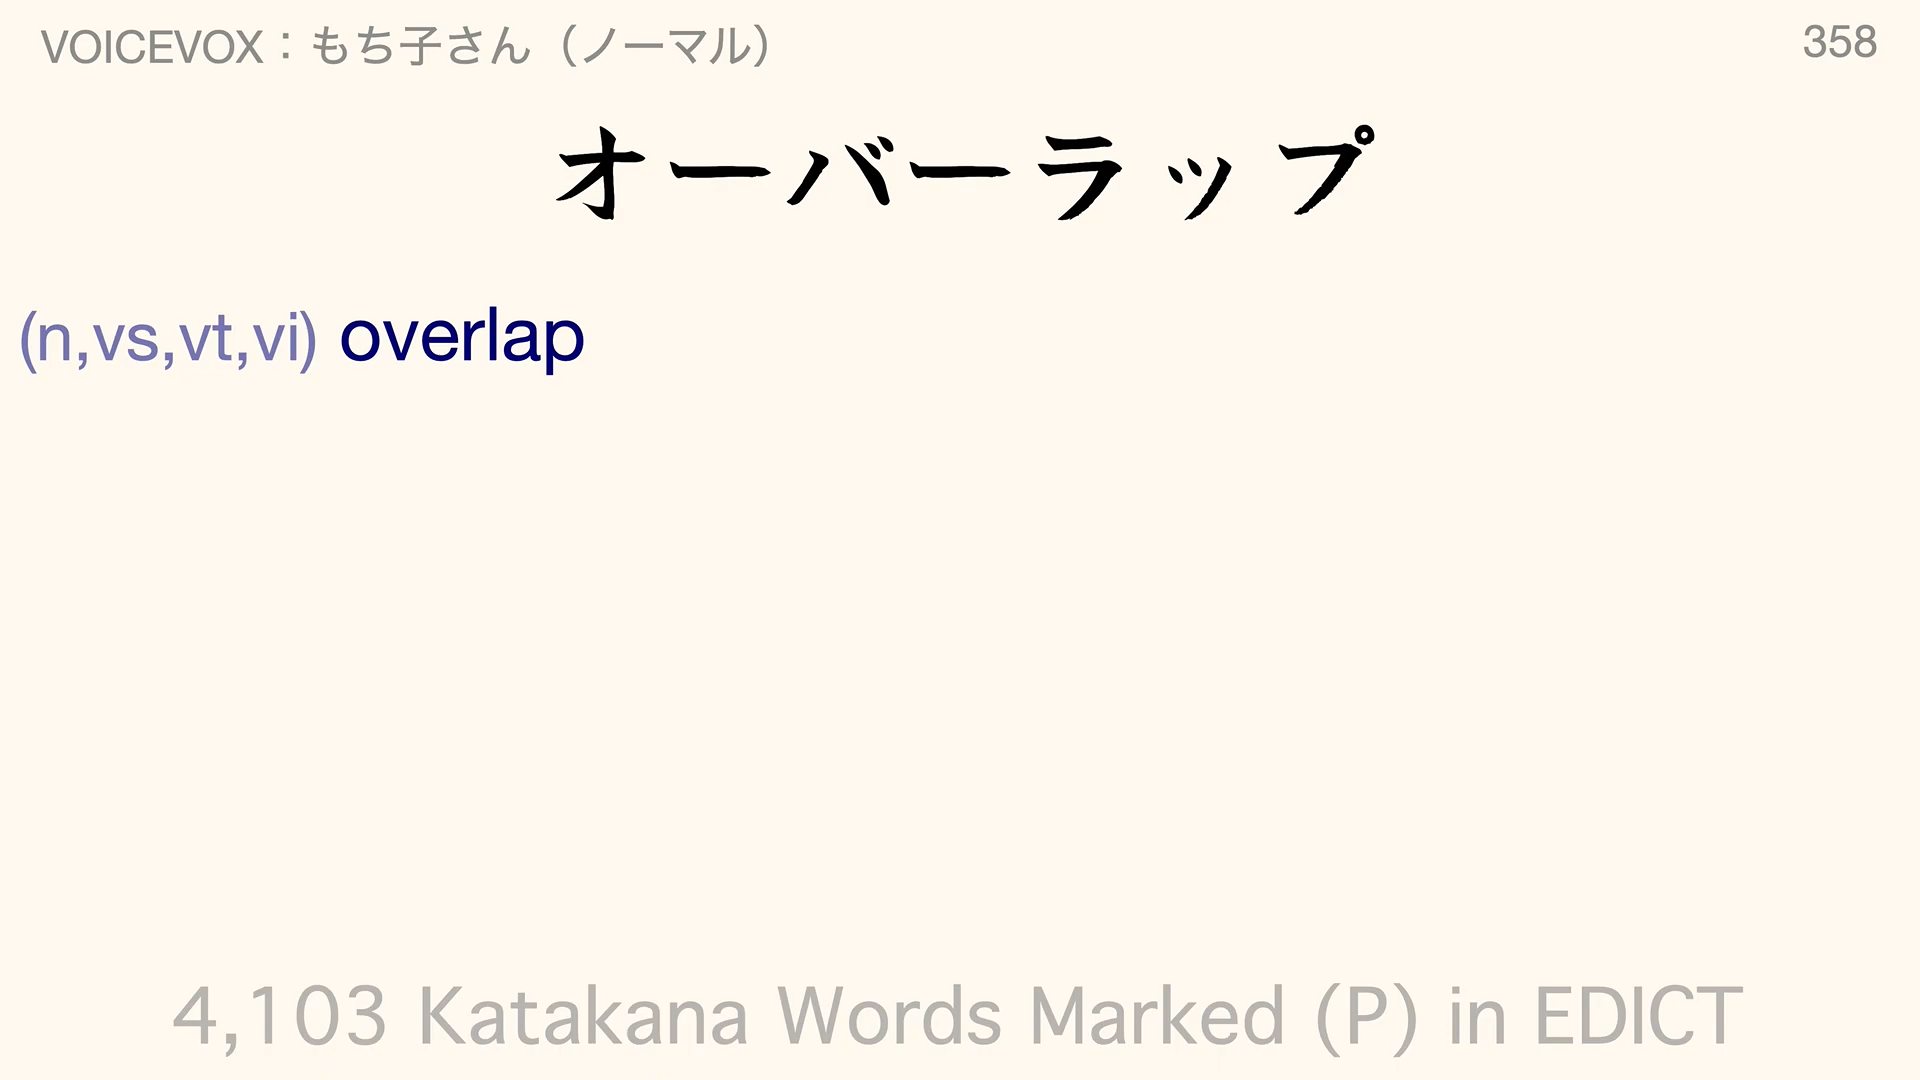 VOICEVOX：もち子さん（ノーマル）
358
オーバーラップ
(n,vs,vt,vi) overlap
4,103 Katakana Words Marked (P) in EDICT